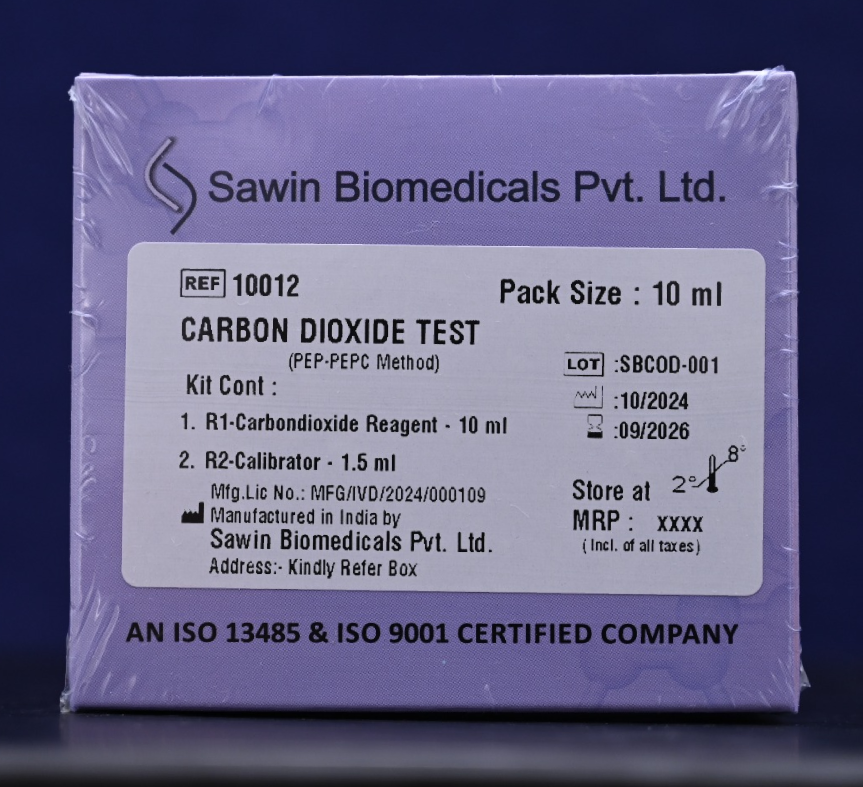 Sawin Biomedicals Pvt. Ltd.
REF 10012
Pack Size : 10 ml
CARBON DIOXIDE TEST
(PEP-PEPC Method)
LOT :SBCOD-001
Kit Cont :
:10/2024
1. R1-Carbondioxide Reagent - 10 ml
:09/2026
2. R2-Calibrator - 1.5 ml
8°
Store at 2°
Mfg.Lic No.: MFG/IVD/2024/000109
Manufactured in India by
MRP : XXXX
Sawin Biomedicals Pvt. Ltd.
(Incl. of all taxes)
Address:- Kindly Refer Box
AN ISO 13485 & ISO 9001 CERTIFIED COMPANY